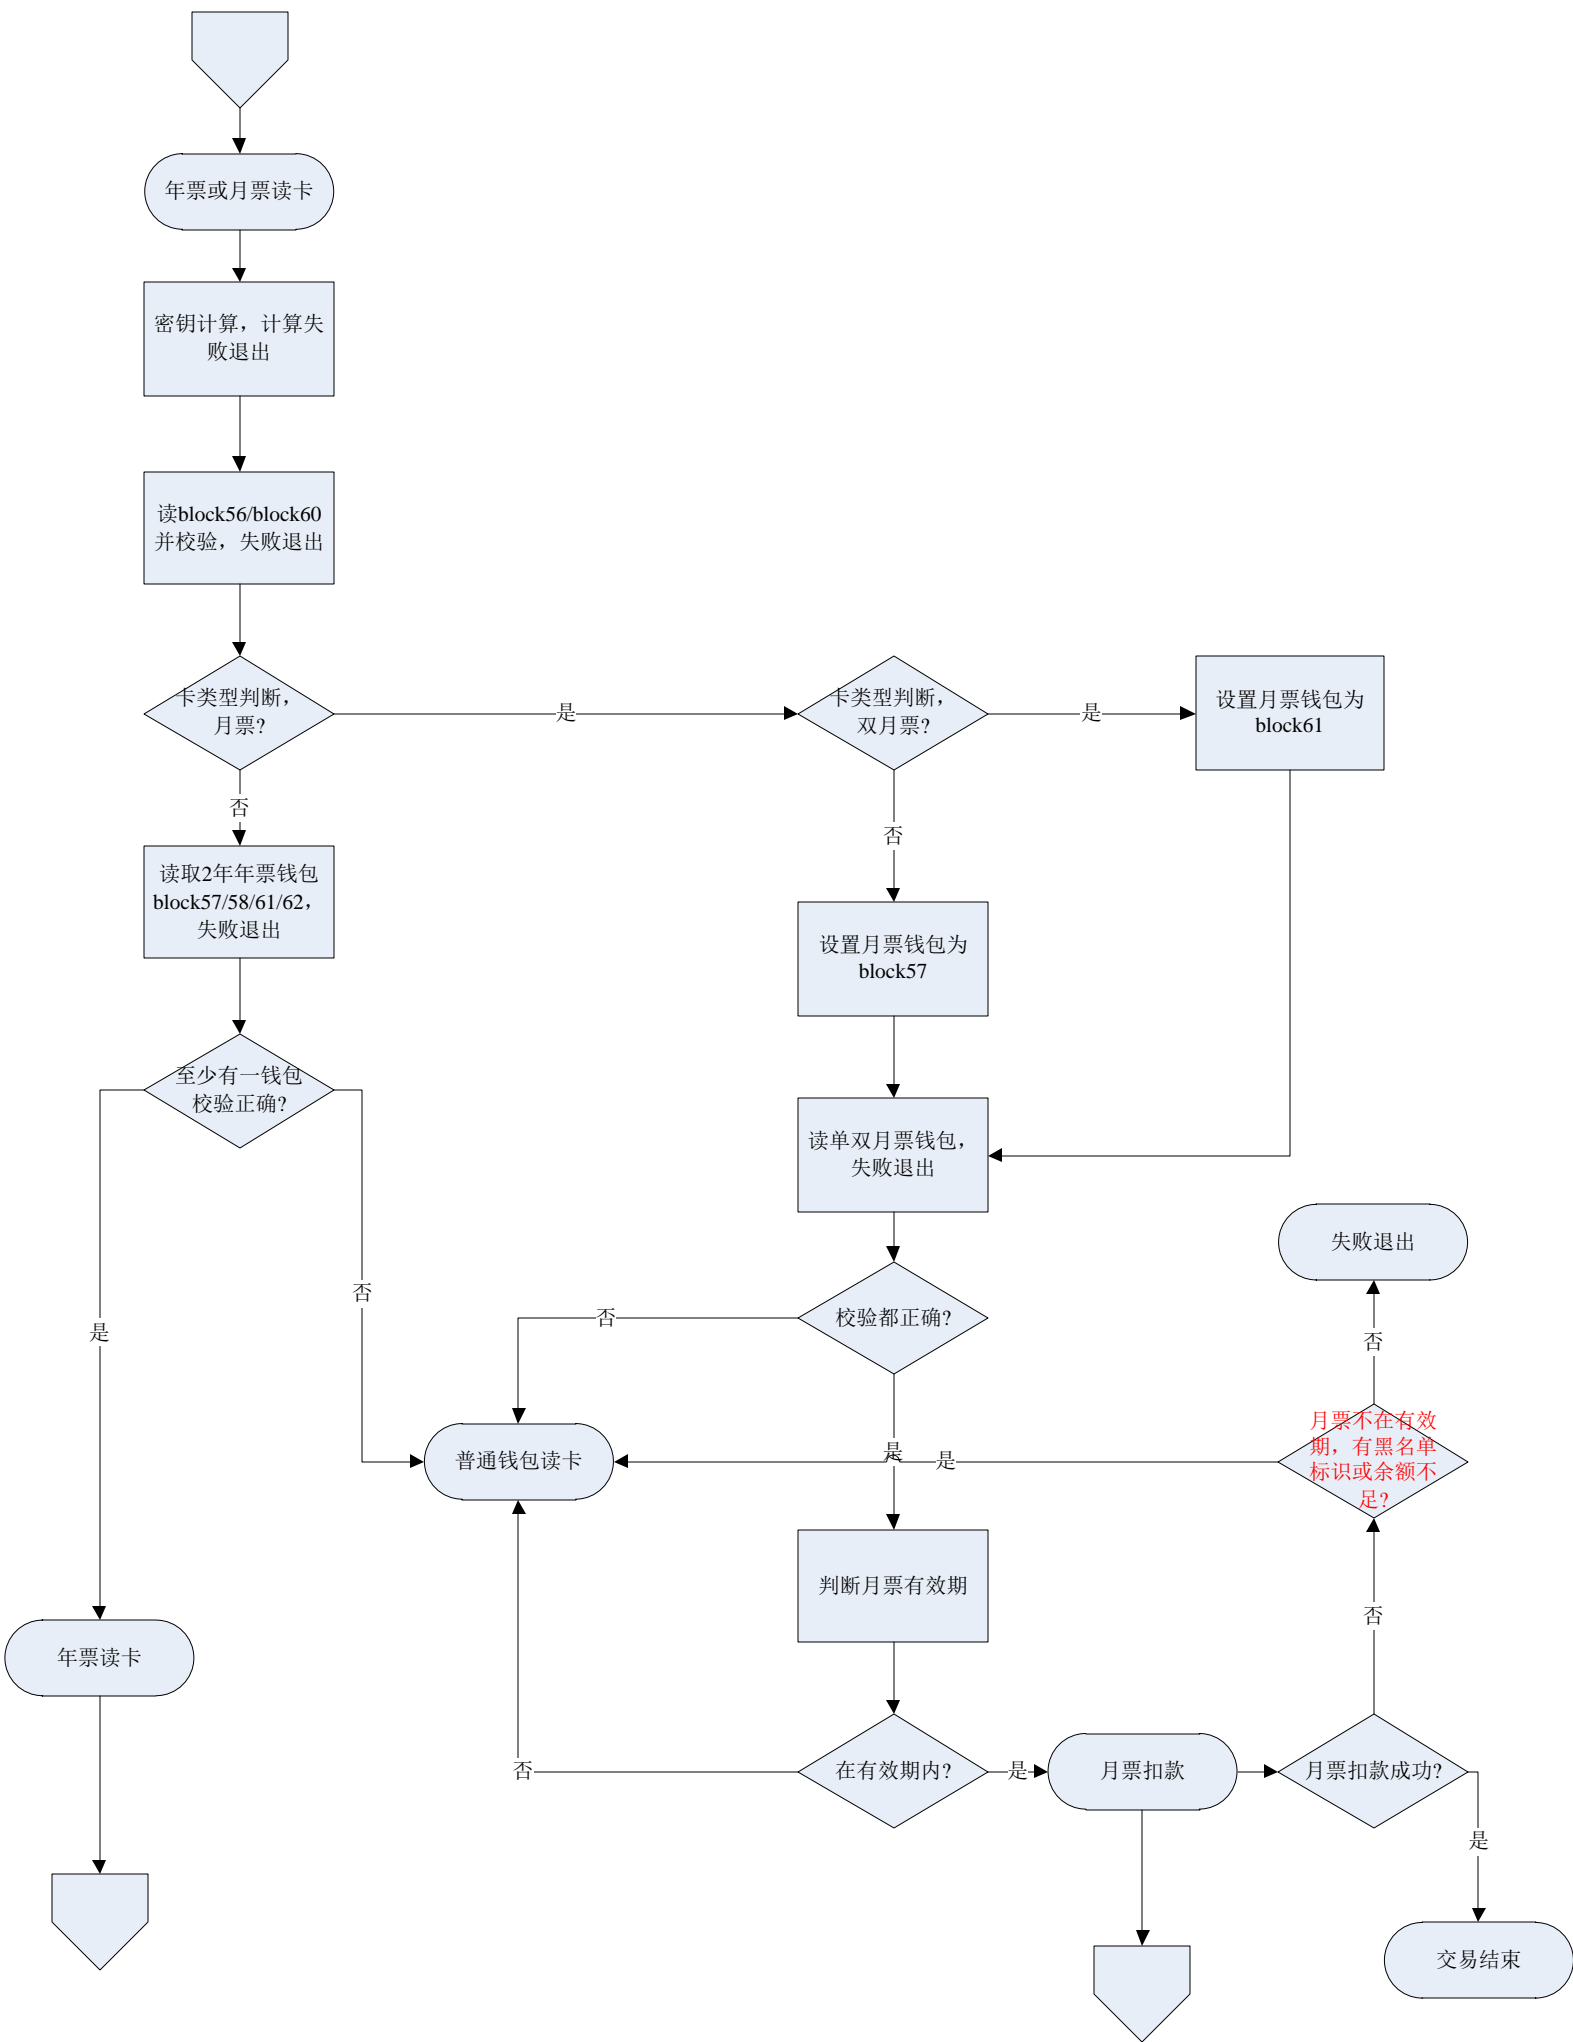 年票或月票读卡
密钥计算，计算失
败退出
读block56/block60
并校验，失败退出
卡类型判断，
月票?
是
卡类型判断，
双月票?
是
设置月票钱包为
block61
否
读取2年年票钱包
block57/58/61/62，
失败退出
否
设置月票钱包为
block57
至少有一钱包
校验正确?
读单双月票钱包，
失败退出
失败退出
否
是
校验都正确?
否
否
月票不在有效
期，有黑名单
标识或余额不
足?
普通钱包读卡
是
是
判断月票有效期
否
年票读卡
否
在有效期内?
是
月票扣款
月票扣款成功?
是
交易结束